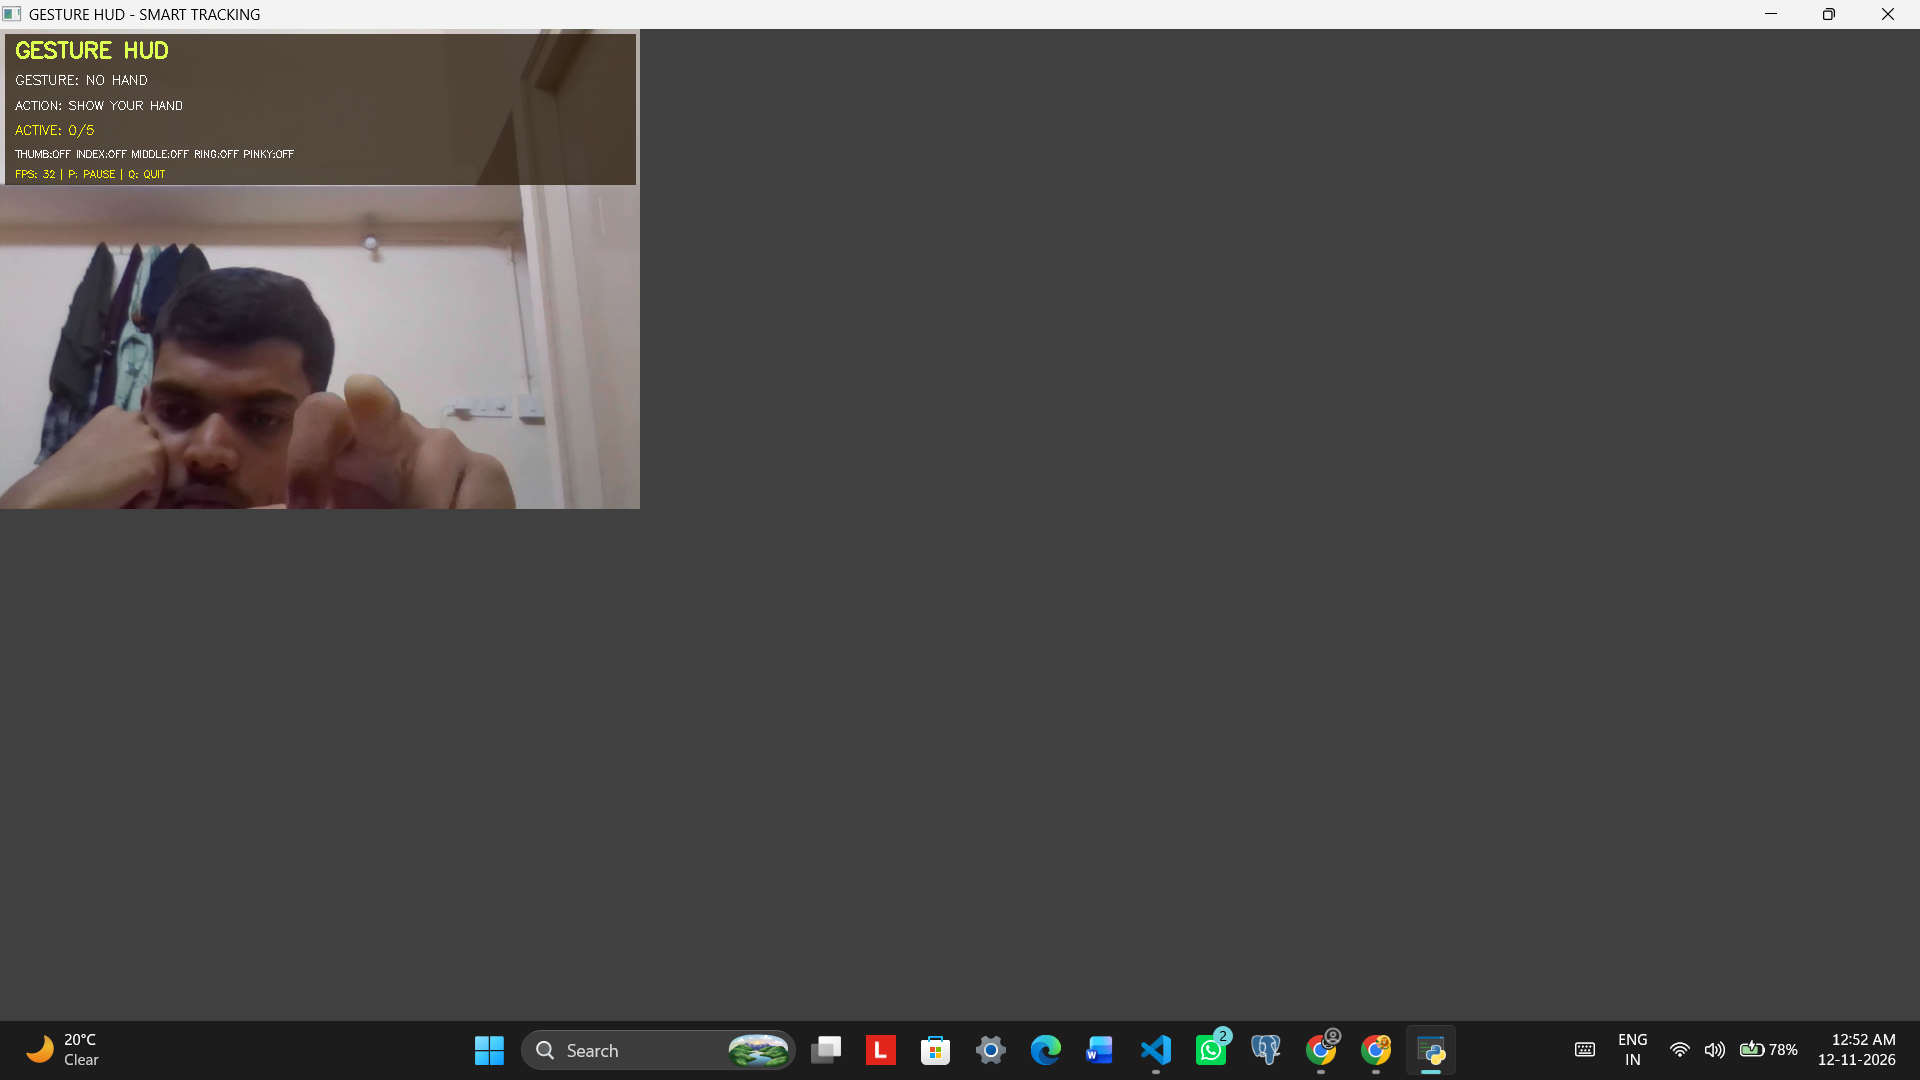 GESTURE HUD - SMART TRACKING
GESTURE HUD
GESTURE: NO HAND
ACTION: SHOW YOUR HAND
ACTIVE: 0/5
THUMB:OFF INDEX:OFF MIDDLE:OFF RING:OFF PINKY:OFF
FPS: 32 | P: PAUSE | Q: QUIT
20°C
Clear
Search
L
W
2
ENG
IN
78%
12:52 AM
12-11-2026